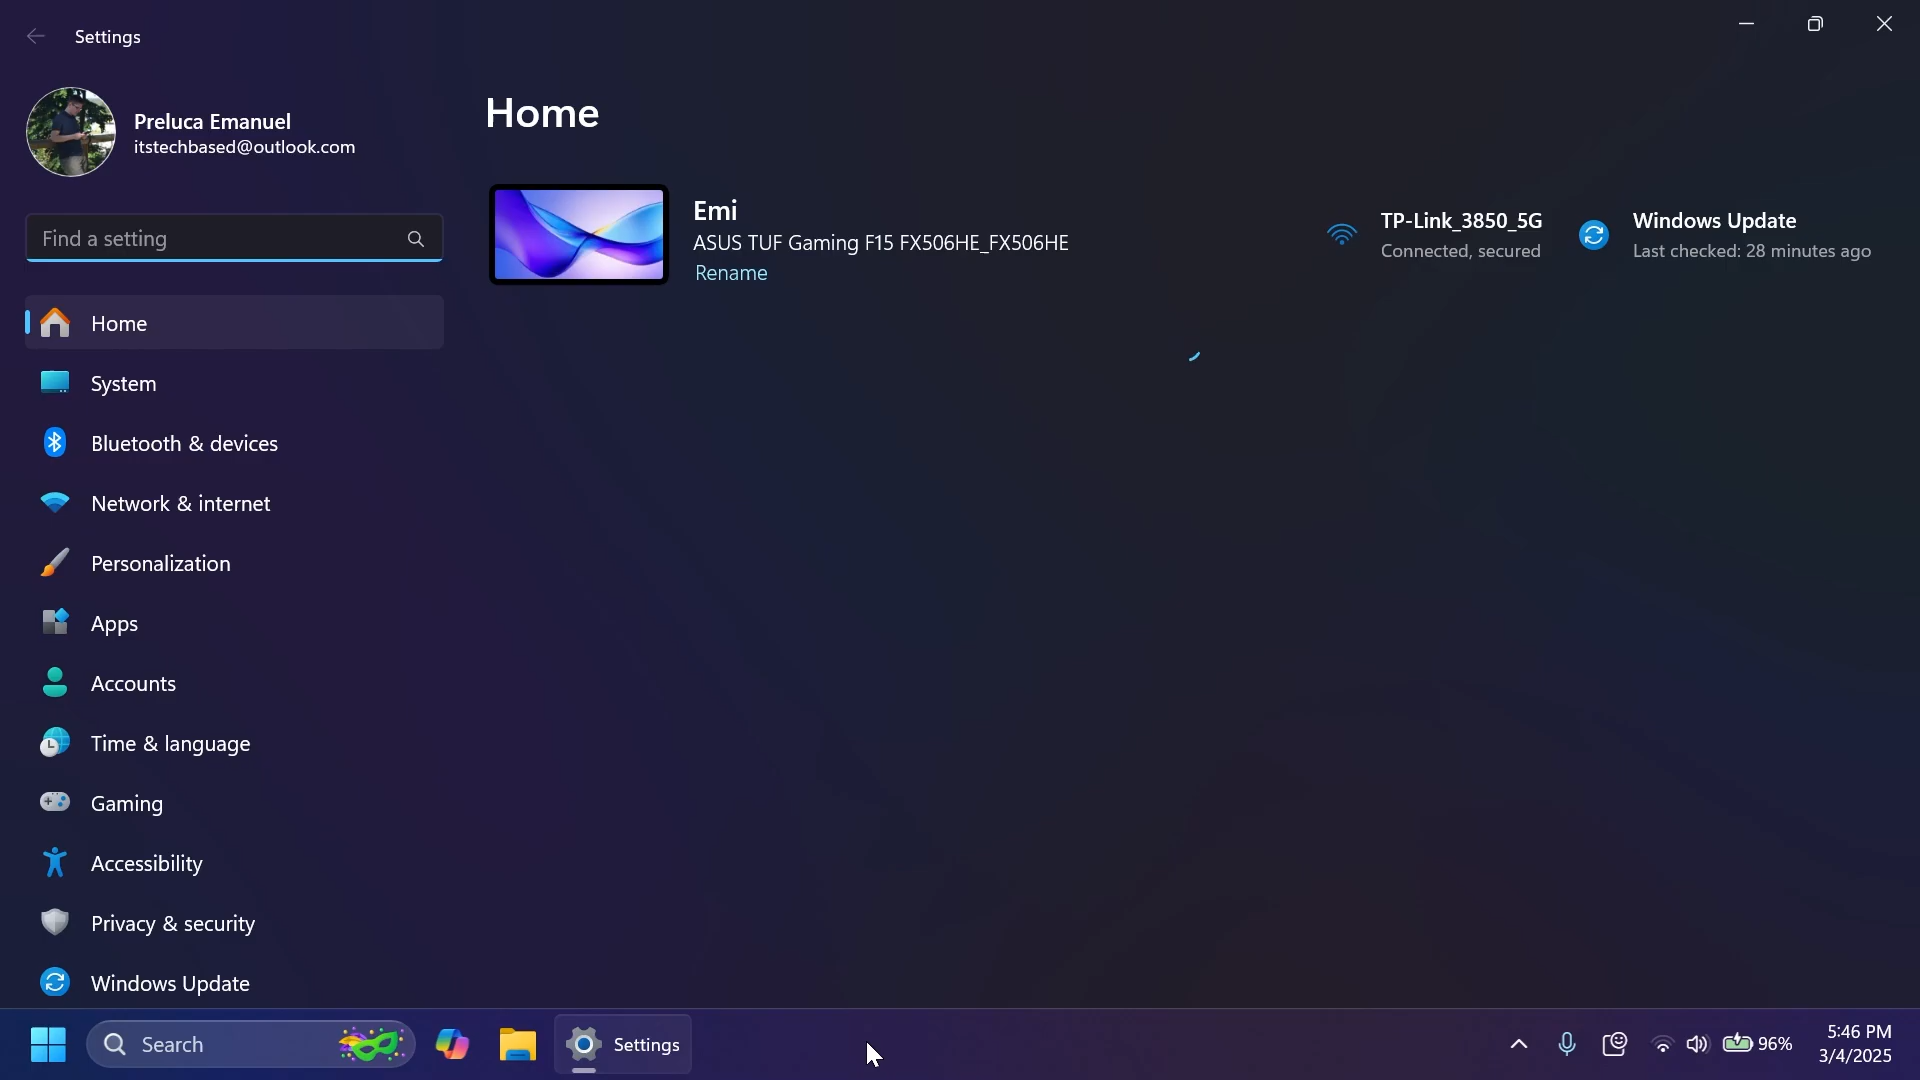 Settings
Preluca Emanuel
itstechbased@outlook.com
Find a setting
Home
System
Bluetooth & devices
Network & internet
Personalization
Apps
Accounts
Time & language
Gaming
Accessibility
Privacy & security
Windows Update
Home
Emi
ASUS TUF Gaming F15 FX506HE_FX506HE
Rename
TP-Link_3850_5G
Connected, secured
Windows Update
Last checked: 28 minutes ago
Search
Settings
96%
5:46 PM
3/4/2025